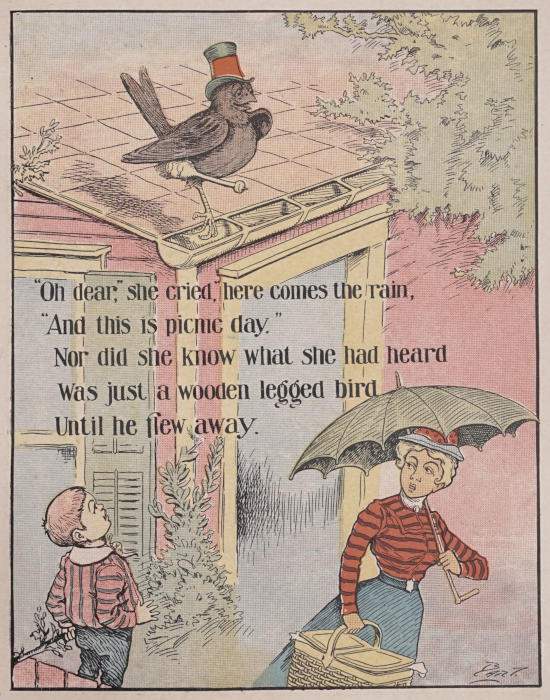 "Oh dear," she cried, "here comes the rain,
"And this is picnic day."
Nor did she know what she had heard
Was just a wooden legged bird
Until he flew away.